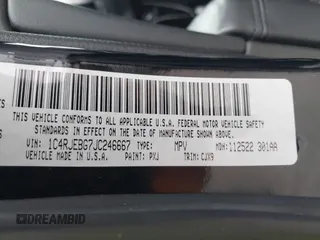 THIS VEHICLE CONFORMS TO ALL APPLICABLE U.S.A. FEDERAL MOTOR VEHICLE SAFETY
STANDARDS IN EFFECT ON THE DATE OF MANUFACTURE SHOWN ABOVE.
VIN: 1C4RJEBG7JC246667 TYPE: MPV MDH: 112522 301AA
MADE IN U.S.A. PAINT: PXJ TRIM: CJX9
DREAMBID